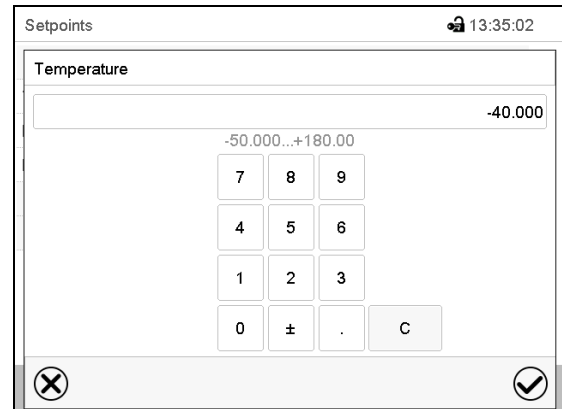 Setpoints 13:35:02
Temperature
-40.000
-50.000...+180.00
7 8 9
4 5 6
1 2 3
0 ± . C